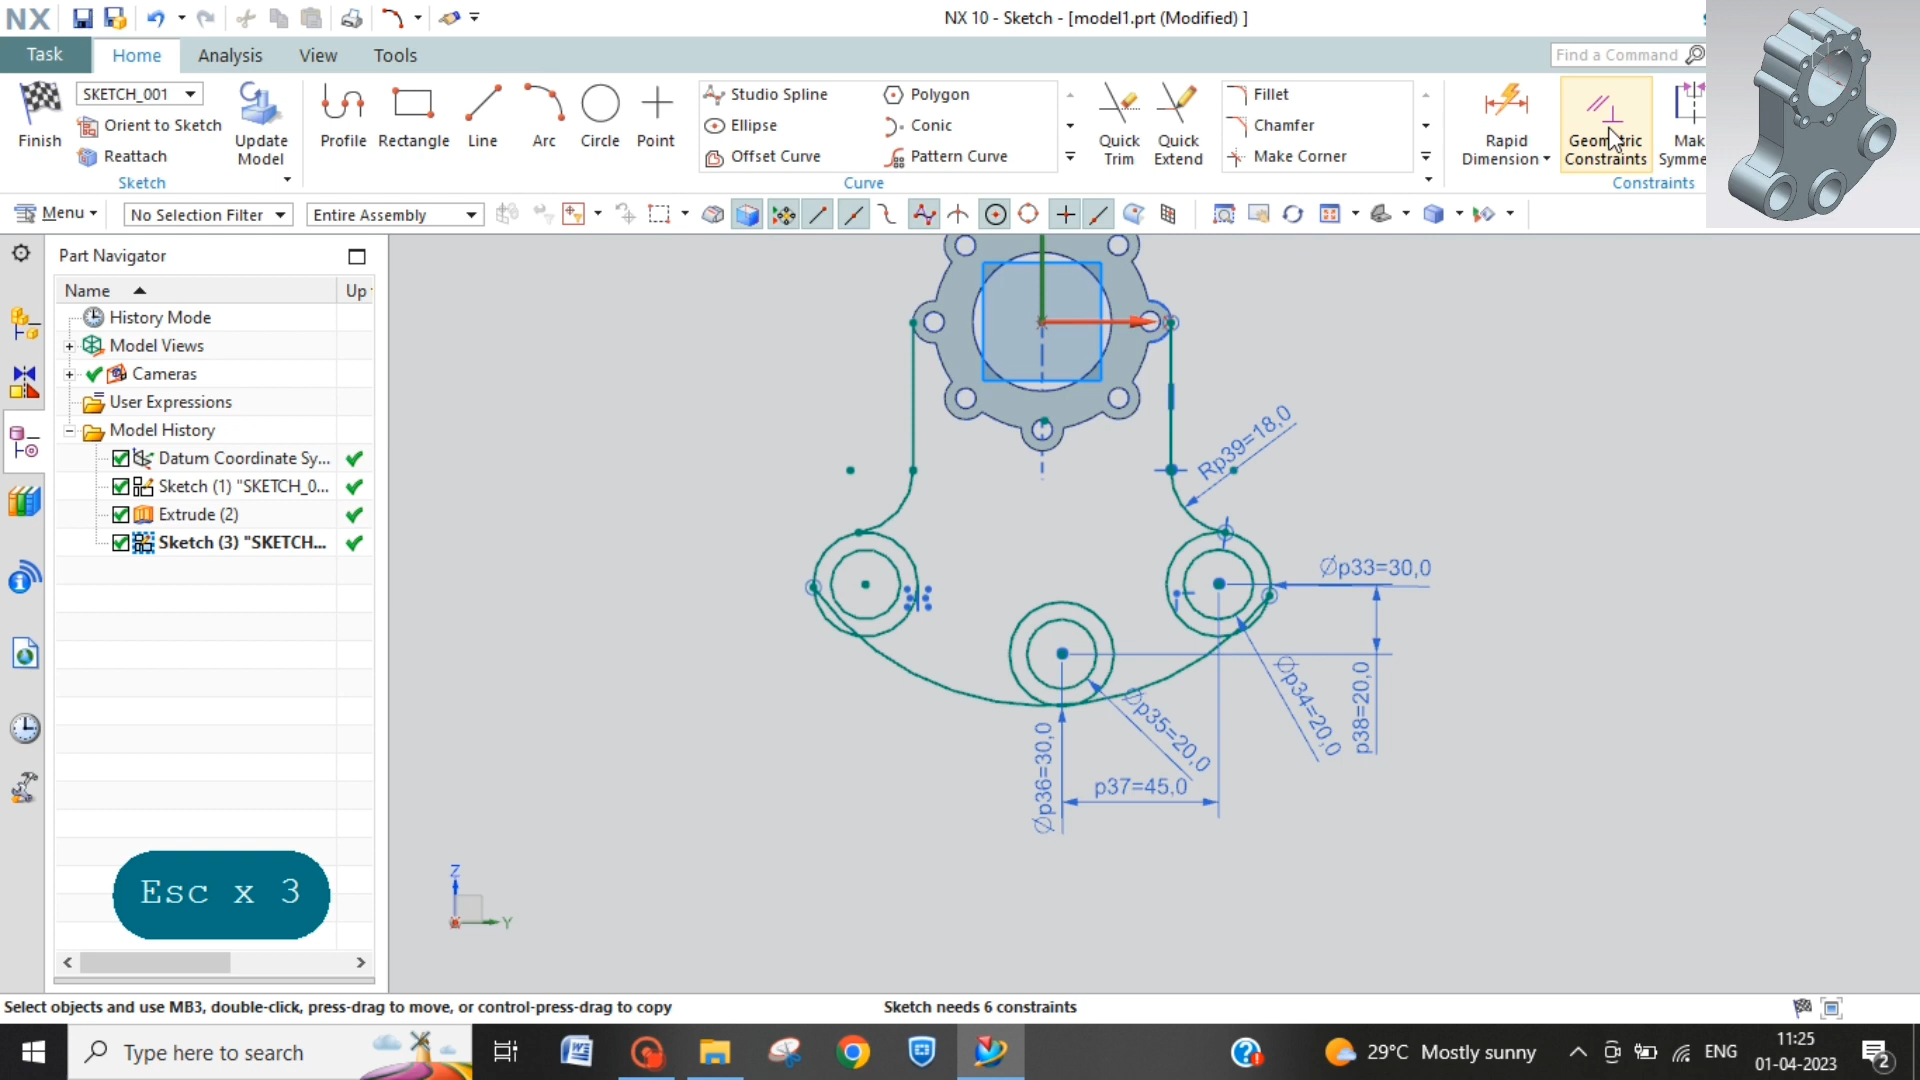 NX
NX 10 - Sketch - [model1.prt (Modified) ]
Task
Home
Analysis
View
Tools
Find a Command
Finish
SKETCH_001
Orient to Sketch
Reattach
Update Model
Sketch
Profile
Rectangle
Line
Arc
Circle
Point
Studio Spline
Polygon
Ellipse
Conic
Offset Curve
Pattern Curve
Curve
Quick Trim
Quick Extend
Fillet
Chamfer
Make Corner
Rapid Dimension
Geometric Constraints
Mak
Symme
Constraints
Menu
No Selection Filter
Entire Assembly
Part Navigator
Name
Up
History Mode
Model Views
Cameras
User Expressions
Model History
Datum Coordinate Sy...
Sketch (1) "SKETCH_0...
Extrude (2)
Sketch (3) "SKETCH...
Rp39=18,0
Øp33=30,0
Øp34=20,0
p38=20,0
Øp35=20,0
Øp36=30,0
p37=45,0
Esc x 3
Z
Y
Select objects and use MB3, double-click, press-drag to move, or control-press-drag to copy
Sketch needs 6 constraints
Type here to search
29°C Mostly sunny
ENG
11:25
01-04-2023
2